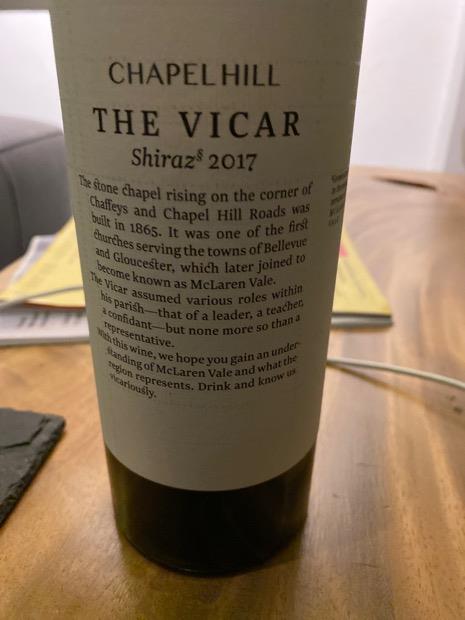 CHAPEL HILL
THE VICAR
Shiraz§ 2017
The stone chapel rising on the corner of
Chaffeys and Chapel Hill Roads was
built in 1865. It was one of the first
churches serving the towns of Bellevue
and Gloucester, which later joined to
become known as McLaren Vale.
The Vicar assumed various roles within
his parish—that of a leader, a teacher,
a confidant—but none more so than a
representative.
With this wine, we hope you gain an under-
standing of McLaren Vale and what the
region represents. Drink and know us
vicariously.